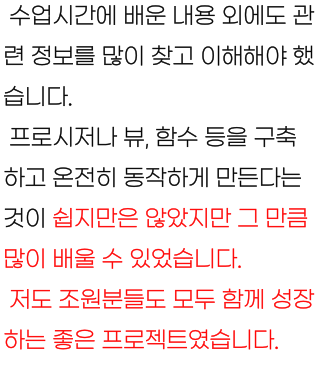 수업시간에 배운 내용 외에도 관
련 정보를 많이 찾고 이해해야 했
습니다.
프로시저나 뷰, 함수 등을 구축
하고 온전히 동작하게 만든다는
것이 쉽지만은 않았지만 그 만큼
많이 배울 수 있었습니다.
저도 조원분들도 모두 함께 성장
하는 좋은 프로젝트였습니다.